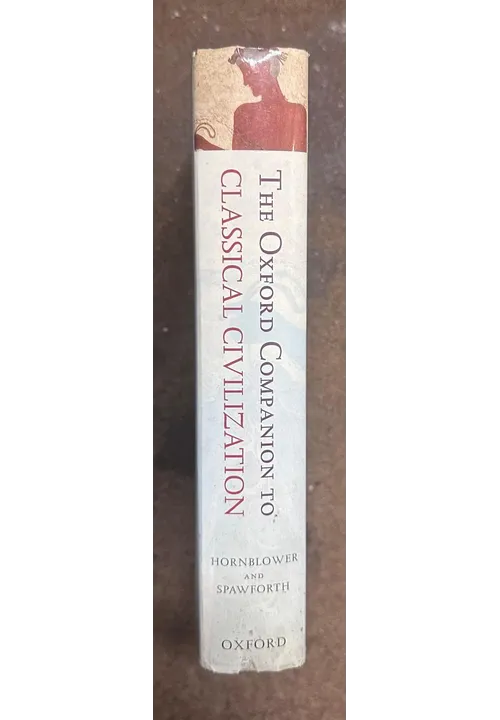 THE OXFORD COMPANION TO
CLASSICAL CIVILIZATION
HORNBLOWER
AND
SPAWFORTH
OXFORD